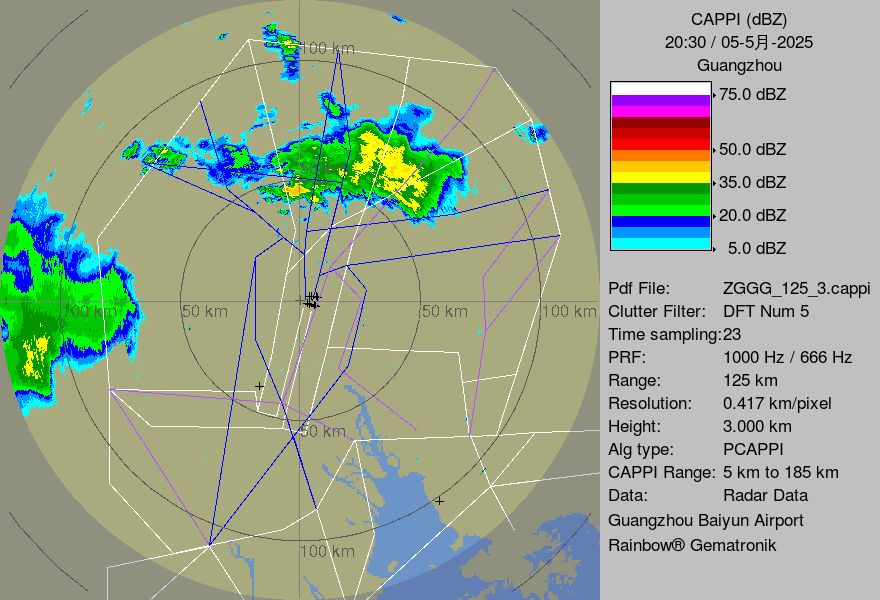 100 km
100 km
50 km
50 km
100 km
50 km
100 km
CAPPI (dBZ)
20:30 / 05-5月-2025
Guangzhou
75.0 dBZ
50.0 dBZ
35.0 dBZ
20.0 dBZ
5.0 dBZ
Pdf File: ZGGG_125_3.cappi
Clutter Filter: DFT Num 5
Time sampling:23
PRF: 1000 Hz / 666 Hz
Range: 125 km
Resolution: 0.417 km/pixel
Height: 3.000 km
Alg type: PCAPPI
CAPPI Range: 5 km to 185 km
Data: Radar Data
Guangzhou Baiyun Airport
Rainbow® Gematronik